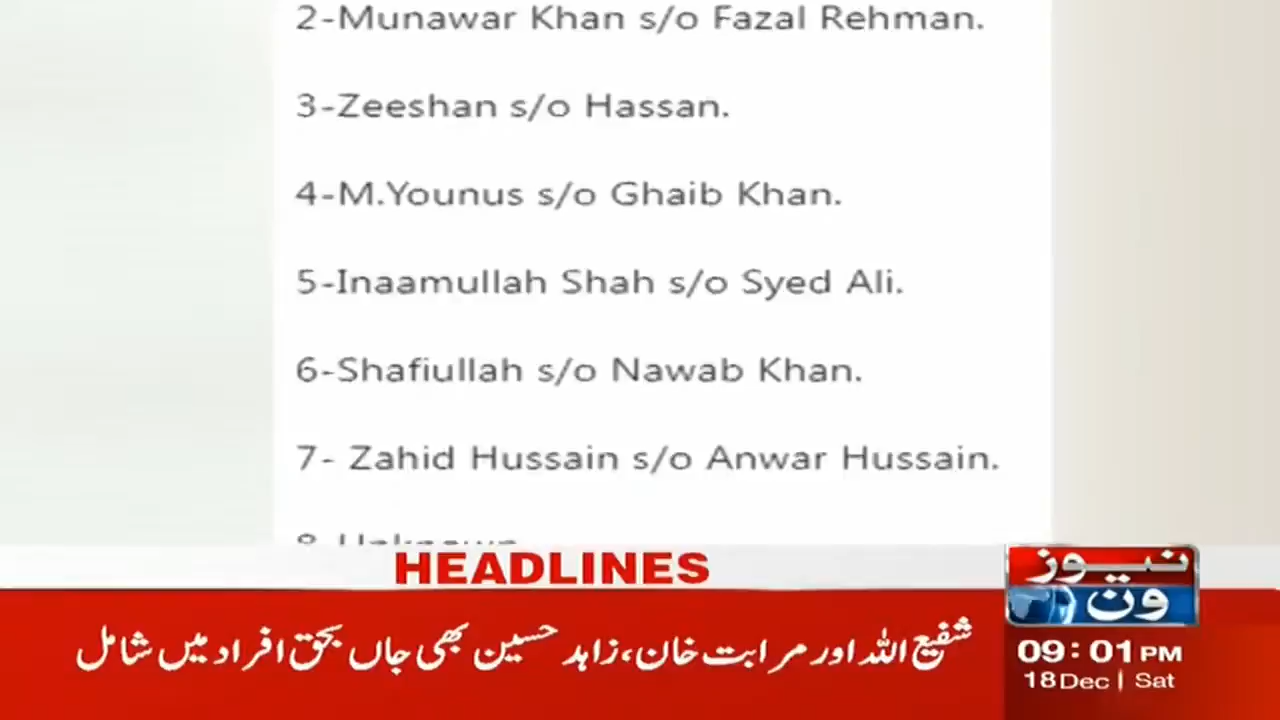 2-Munawar Khan s/o Fazal Rehman.
3-Zeeshan s/o Hassan.
4-M.Younus s/o Ghaib Khan.
5-Inaamullah Shah s/o Syed Ali.
6-Shafiullah s/o Nawab Khan.
7- Zahid Hussain s/o Anwar Hussain.
HEADLINES
شفیع اللہ اور مرابت خان، زاہد حسین بھی جاں بحق افراد میں شامل
نیوز
ون
09:01 PM
18 Dec | Sat